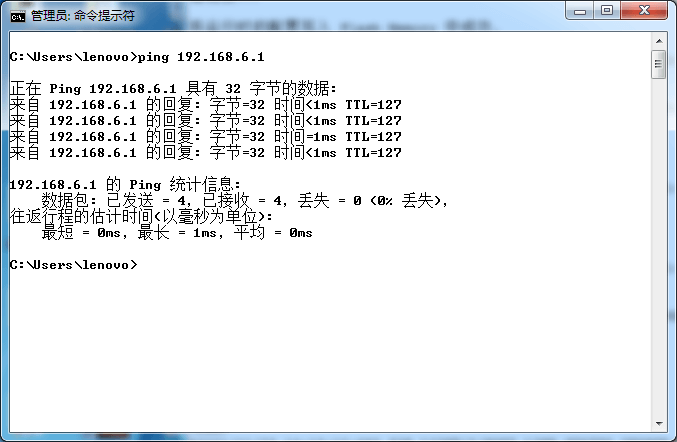 管理员: 命令提示符
C:\Users\lenovo>ping 192.168.6.1
正在 Ping 192.168.6.1 具有 32 字节的数据:
来自 192.168.6.1 的回复: 字节=32 时间<1ms TTL=127
来自 192.168.6.1 的回复: 字节=32 时间<1ms TTL=127
来自 192.168.6.1 的回复: 字节=32 时间=1ms TTL=127
来自 192.168.6.1 的回复: 字节=32 时间<1ms TTL=127
192.168.6.1 的 Ping 统计信息:
数据包: 已发送 = 4, 已接收 = 4, 丢失 = 0 (0% 丢失),
往返行程的估计时间(以毫秒为单位):
最短 = 0ms, 最长 = 1ms, 平均 = 0ms
C:\Users\lenovo>